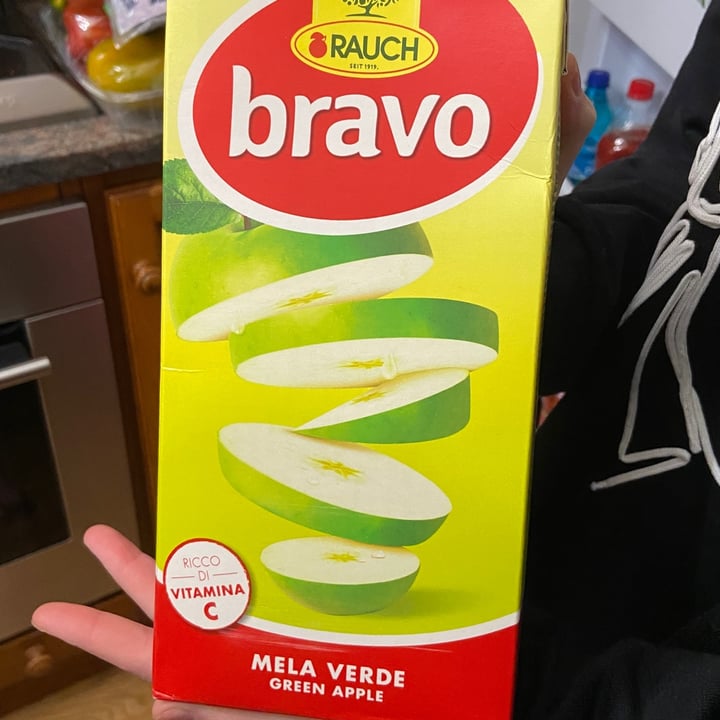 RAUCH
SEIT 1919.
bravo
RICCO
DI
VITAMINA
C
MELA VERDE
GREEN APPLE